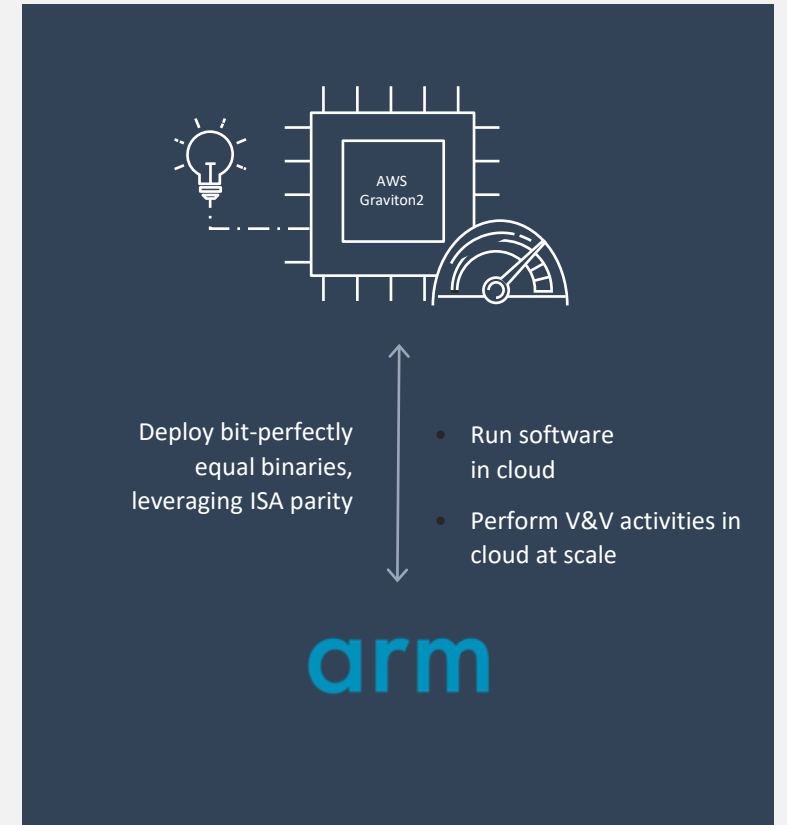 AWS
Graviton2
Deploy bit-perfectly
equal binaries,
leveraging ISA parity
• Run software
in cloud
• Perform V&V activities in
cloud at scale
arm